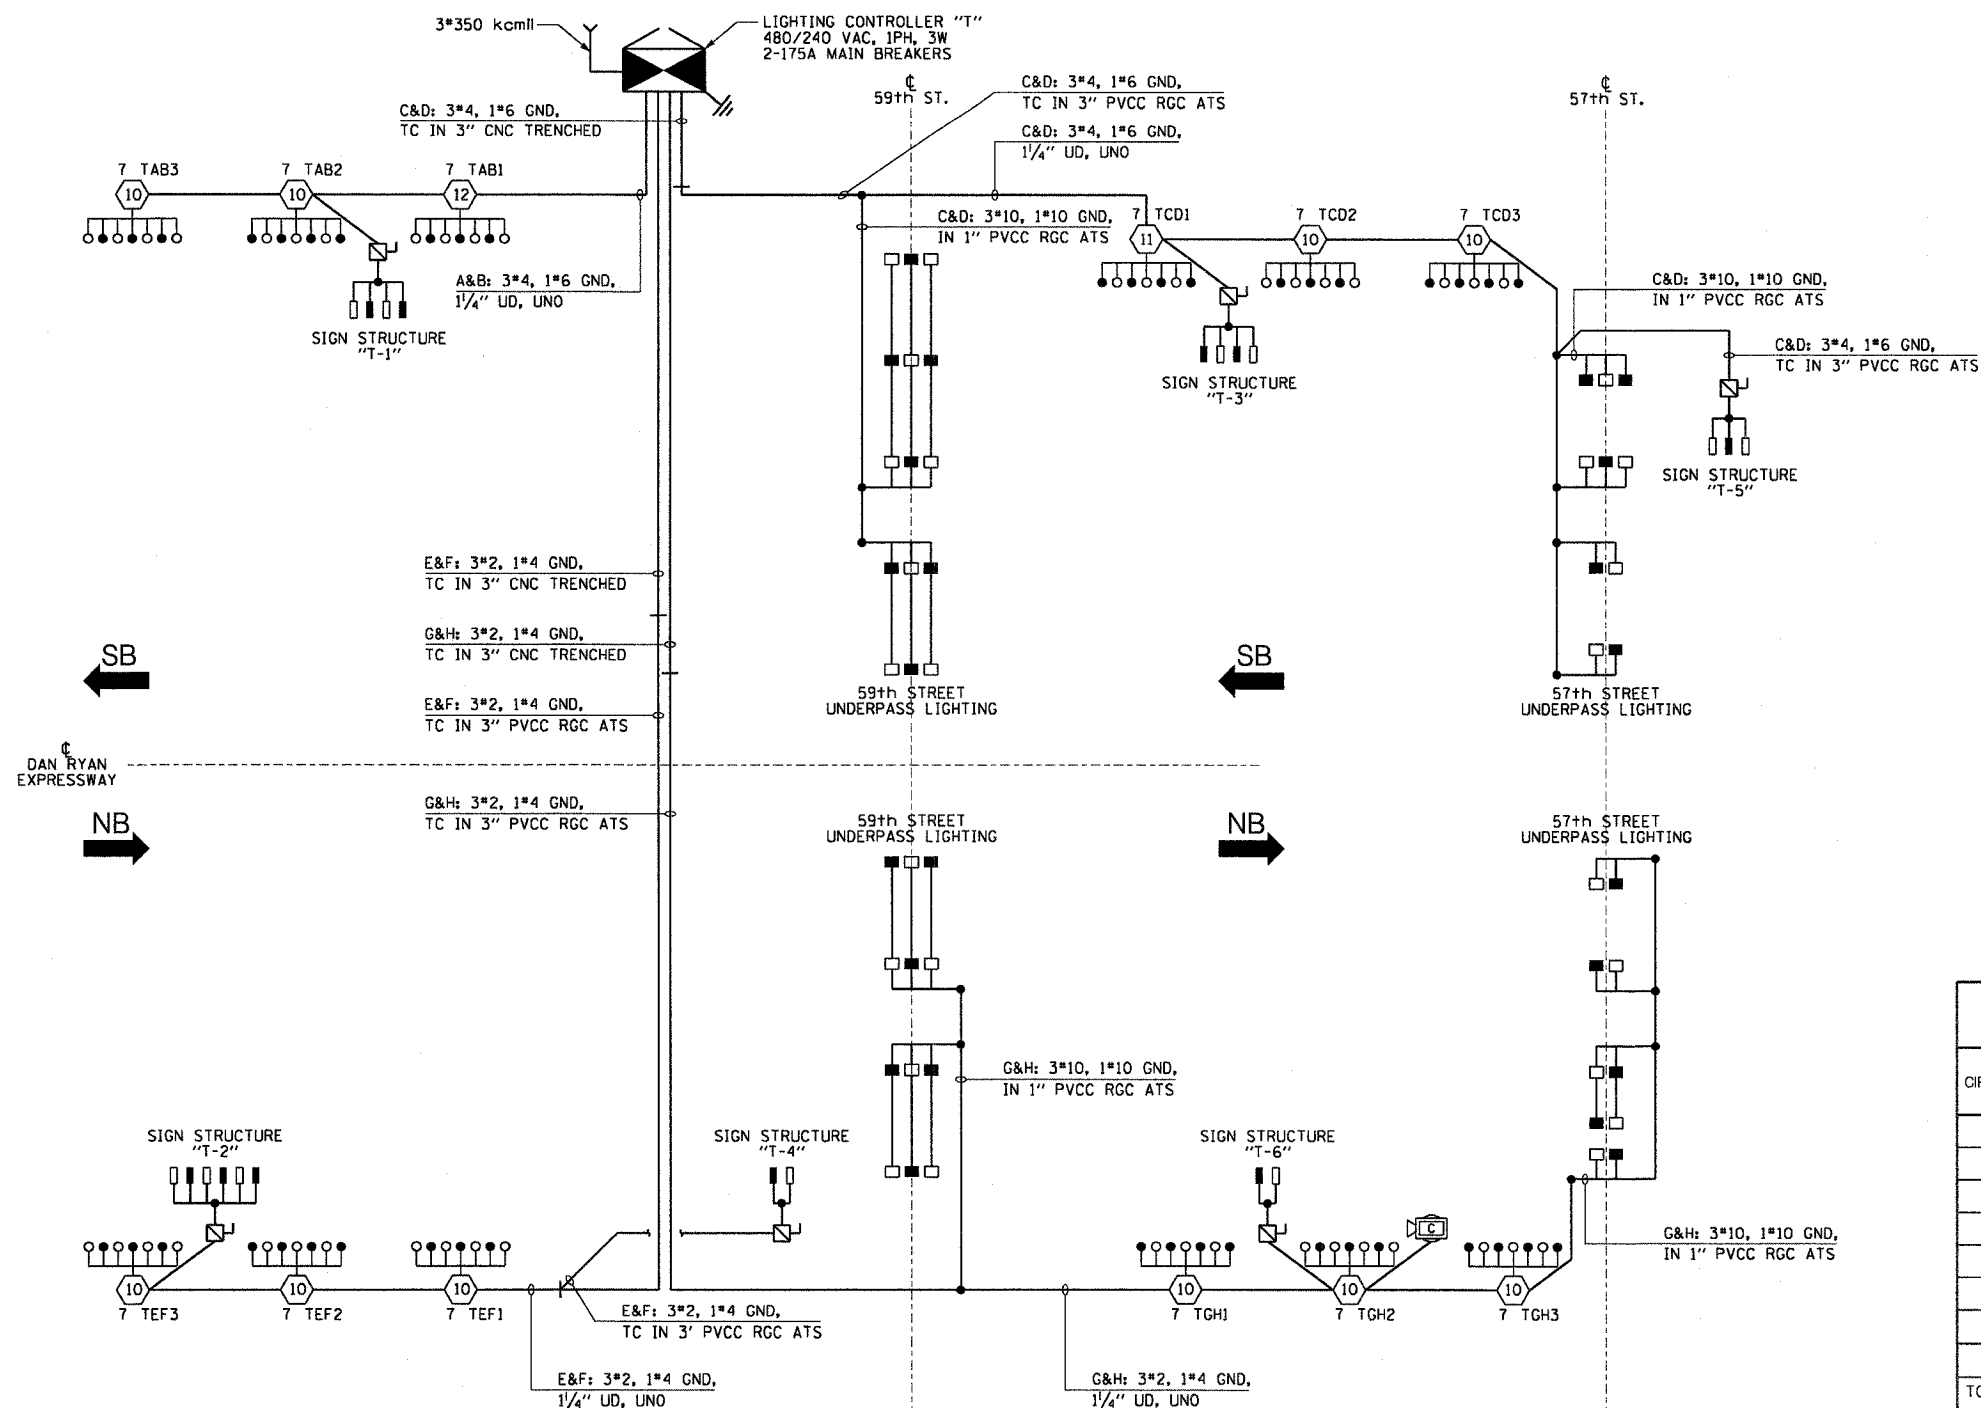 3#350 kcmil
LIGHTING CONTROLLER "T"
480/240 VAC, 1PH, 3W
2-175A MAIN BREAKERS
C&D: 3#4, 1#6 GND,
TC IN 3" CNC TRENCHED
℄
59th ST.
C&D: 3#4, 1#6 GND,
TC IN 3" PVCC RGC ATS
C&D: 3#4, 1#6 GND,
1 1/4" UD, UNO
℄
57th ST.
7 TAB3
10
7 TAB2
10
7 TAB1
12
C&D: 3#10, 1#10 GND,
IN 1" PVCC RGC ATS
7 TCD1
11
7 TCD2
10
7 TCD3
10
A&B: 3#4, 1#6 GND,
1 1/4" UD, UNO
SIGN STRUCTURE
"T-1"
C&D: 3#10, 1#10 GND,
IN 1" PVCC RGC ATS
C&D: 3#4, 1#6 GND,
TC IN 3" PVCC RGC ATS
SIGN STRUCTURE
"T-3"
SIGN STRUCTURE
"T-5"
E&F: 3#2, 1#4 GND,
TC IN 3" CNC TRENCHED
G&H: 3#2, 1#4 GND,
TC IN 3" CNC TRENCHED
SB
SB
E&F: 3#2, 1#4 GND,
TC IN 3" PVCC RGC ATS
59th STREET
UNDERPASS LIGHTING
57th STREET
UNDERPASS LIGHTING
℄
DAN RYAN
EXPRESSWAY
NB
G&H: 3#2, 1#4 GND,
TC IN 3" PVCC RGC ATS
59th STREET
UNDERPASS LIGHTING
NB
57th STREET
UNDERPASS LIGHTING
G&H: 3#10, 1#10 GND,
IN 1" PVCC RGC ATS
SIGN STRUCTURE
"T-2"
SIGN STRUCTURE
"T-4"
SIGN STRUCTURE
"T-6"
C
G&H: 3#10, 1#10 GND,
IN 1" PVCC RGC ATS
10
7 TEF3
10
7 TEF2
10
7 TEF1
E&F: 3#2, 1#4 GND,
TC IN 3' PVCC RGC ATS
10
7 TGH1
10
7 TGH2
10
7 TGH3
E&F: 3#2, 1#4 GND,
1 1/4" UD, UNO
G&H: 3#2, 1#4 GND,
1 1/4" UD, UNO